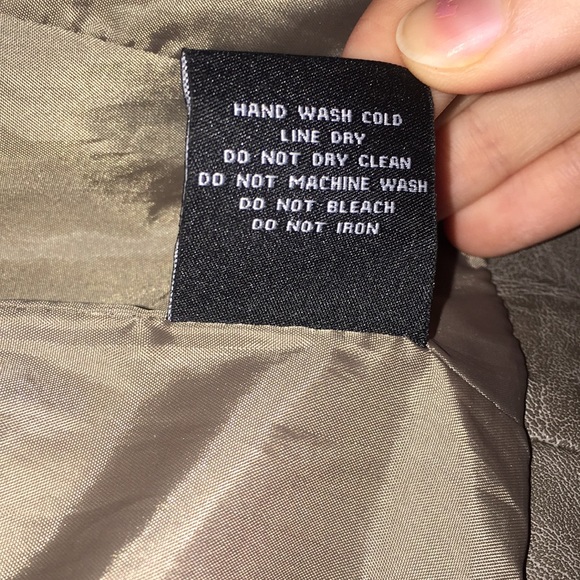 HAND WASH COLD
LINE DRY
DO NOT DRY CLEAN
DO NOT MACHINE WASH
DO NOT BLEACH
DO NOT IRON